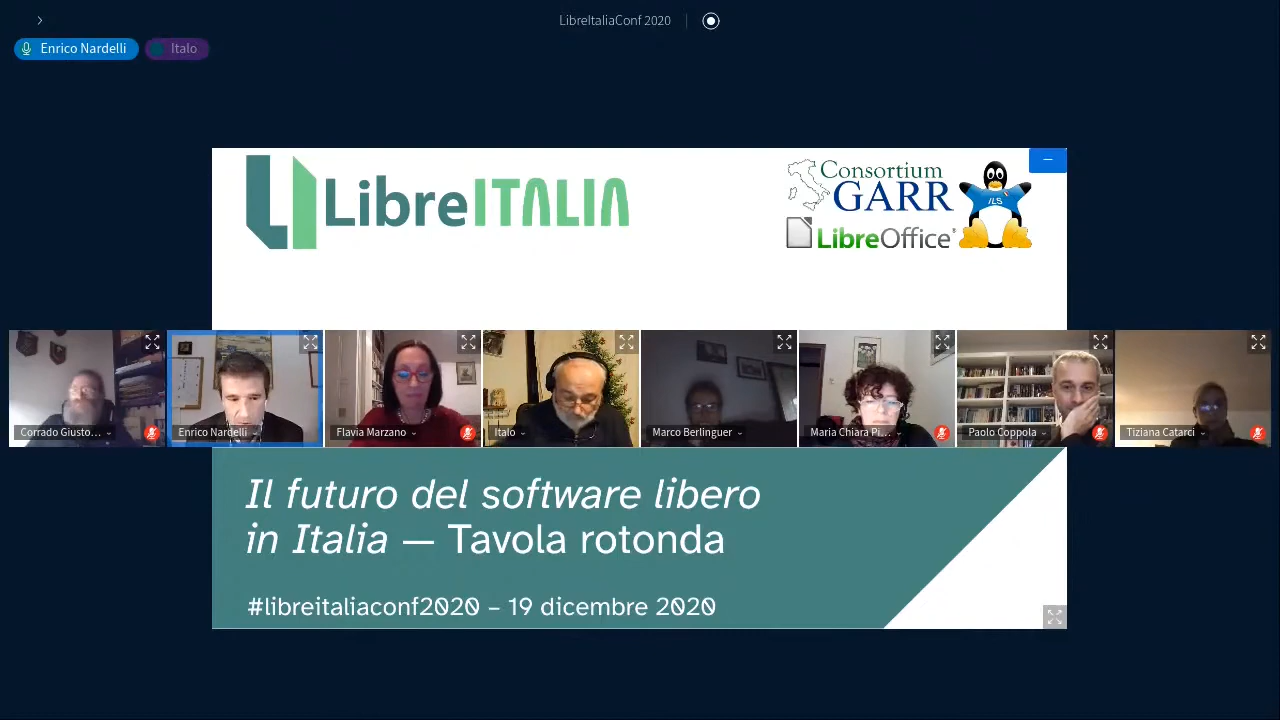 LibreItaliaConf 2020
Enrico Nardelli
Italo
LibreITALIA
Consortium
GARR
LibreOffice®
ILS
Corrado Giusto...
Enrico Nardelli
Flavia Marzano
Italo
Marco Berlinguer
Maria Chiara Pi...
Paolo Coppola
Tiziana Catarci
Il futuro del software libero
in Italia — Tavola rotonda
#libreitaliaconf2020 – 19 dicembre 2020